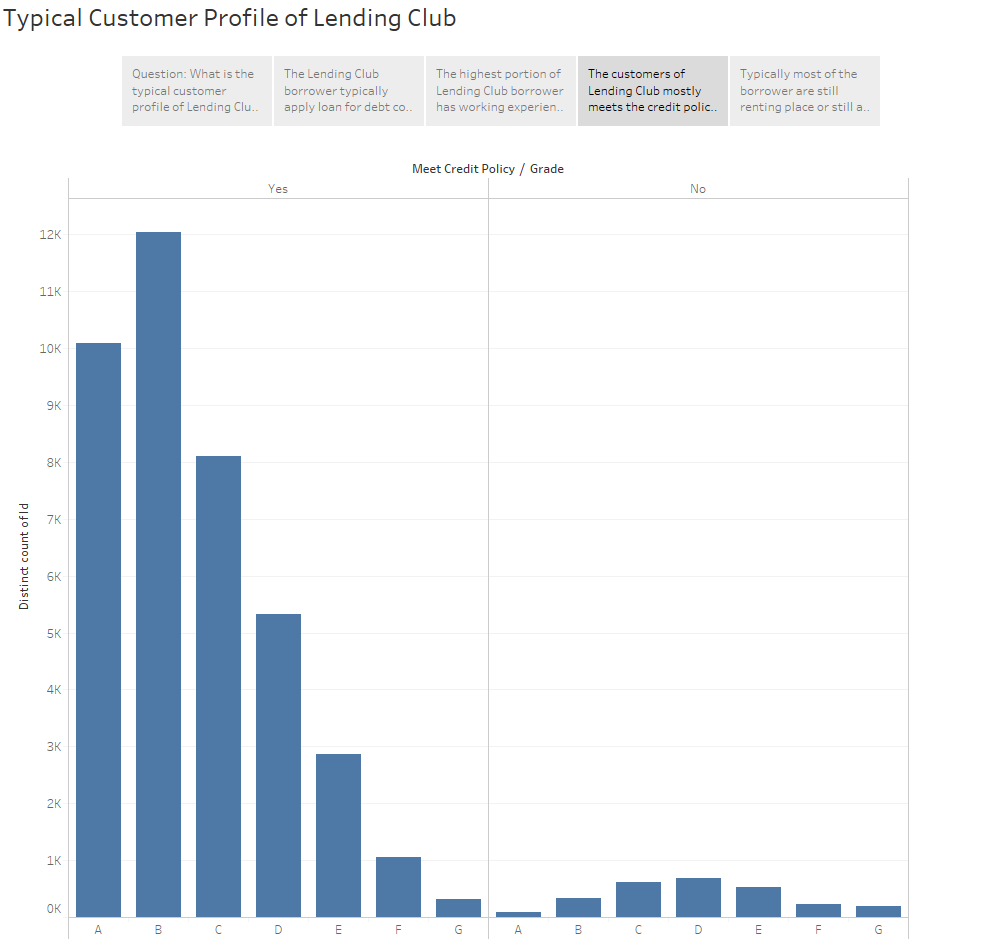 Typical Customer Profile of Lending Club
Question: What is the
typical customer
profile of Lending Clu..
The Lending Club
borrower typically
apply loan for debt co..
The highest portion of
Lending Club borrower
has working experien..
The customers of
Lending Club mostly
meets the credit polic..
Typically most of the
borrower are still
renting place or still a..
Meet Credit Policy / Grade
Yes
No
12K
11K
10K
9K
8K
7K
6K
5K
4K
3K
2K
1K
0K
Distinct count of Id
A B C D E F G A B C D E F G